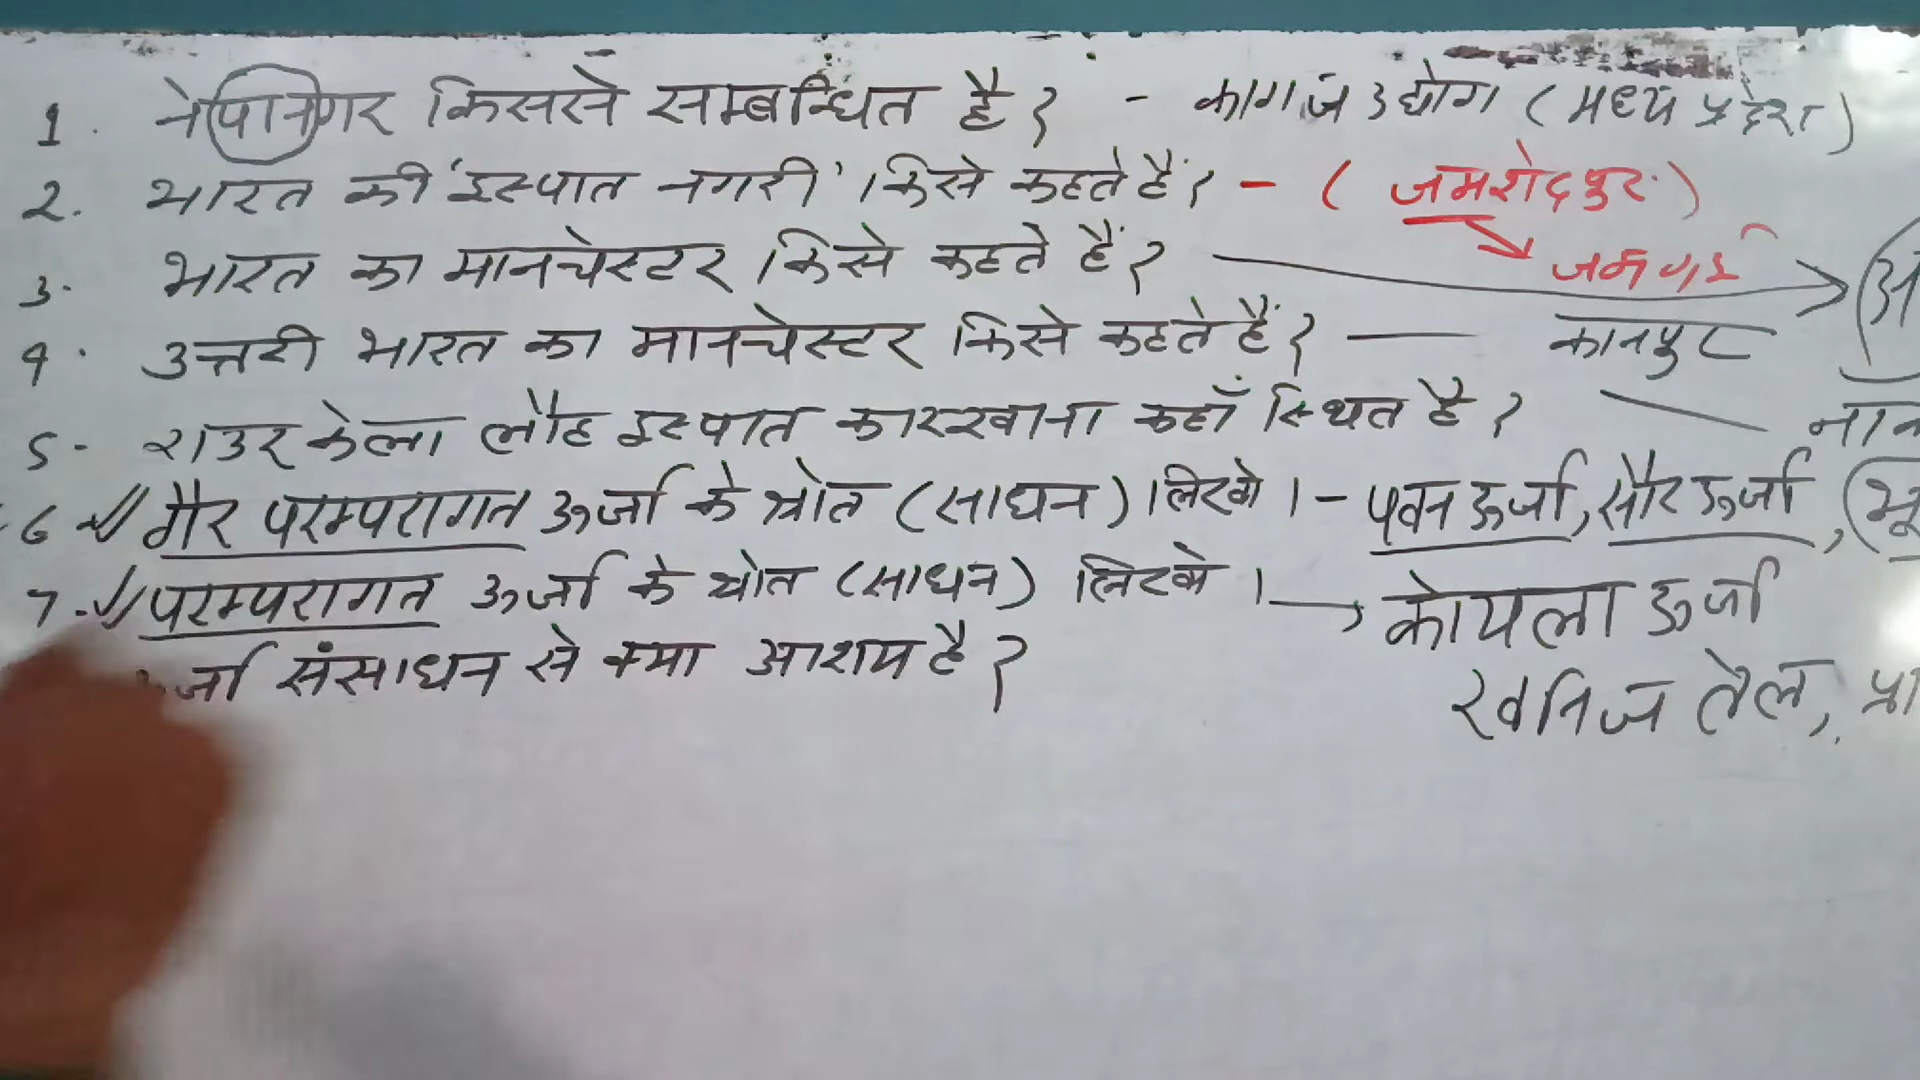 1. नेपानगर किससे सम्बन्धित है? - कागज उद्योग (मध्य प्रदेश)
2. भारत की 'इस्पात नगरी' किसे कहते हैं? - (जमशेदपुर)
3. भारत का मानचेस्टर किसे कहते हैं?
4. उत्तरी भारत का मानचेस्टर किसे कहते हैं? — कानपुर
5- राउरकेला लौह इस्पात कारखाना कहाँ स्थित है?
6 गैर परम्परागत ऊर्जा के श्रोत (साधन) लिखो। - पवन ऊर्जा, सौर ऊर्जा, (भू
7. परम्परागत ऊर्जा के श्रोत (साधन) लिखो। → कोयला ऊर्जा
र्जा संसाधन से क्या आशय है?
खनिज तेल, प्रा